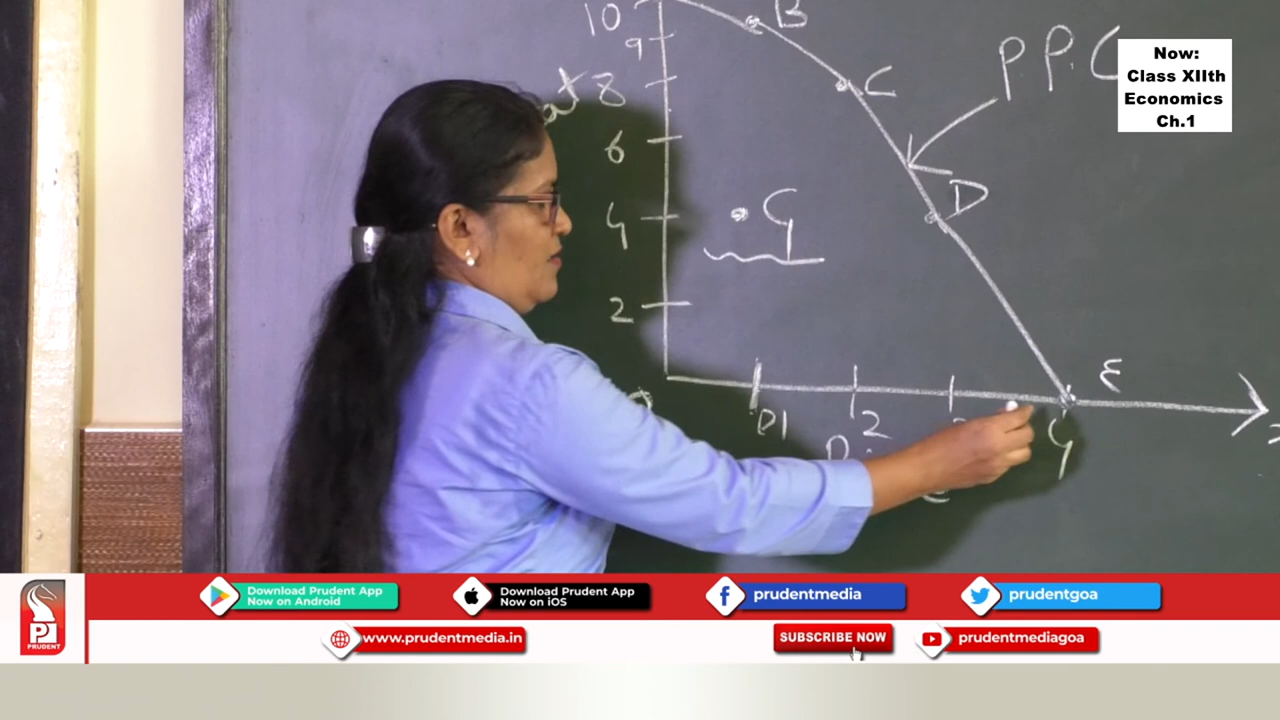 10
B
9
8
C
P.P.C
Now:
Class XIIth
Economics
Ch.1
6
D
4
G
2
E
1
2
4
Download Prudent App
Now on Android
Download Prudent App
Now on iOS
prudentmedia
prudentgoa
PRUDENT
www.prudentmedia.in
SUBSCRIBE NOW
prudentmediagoa